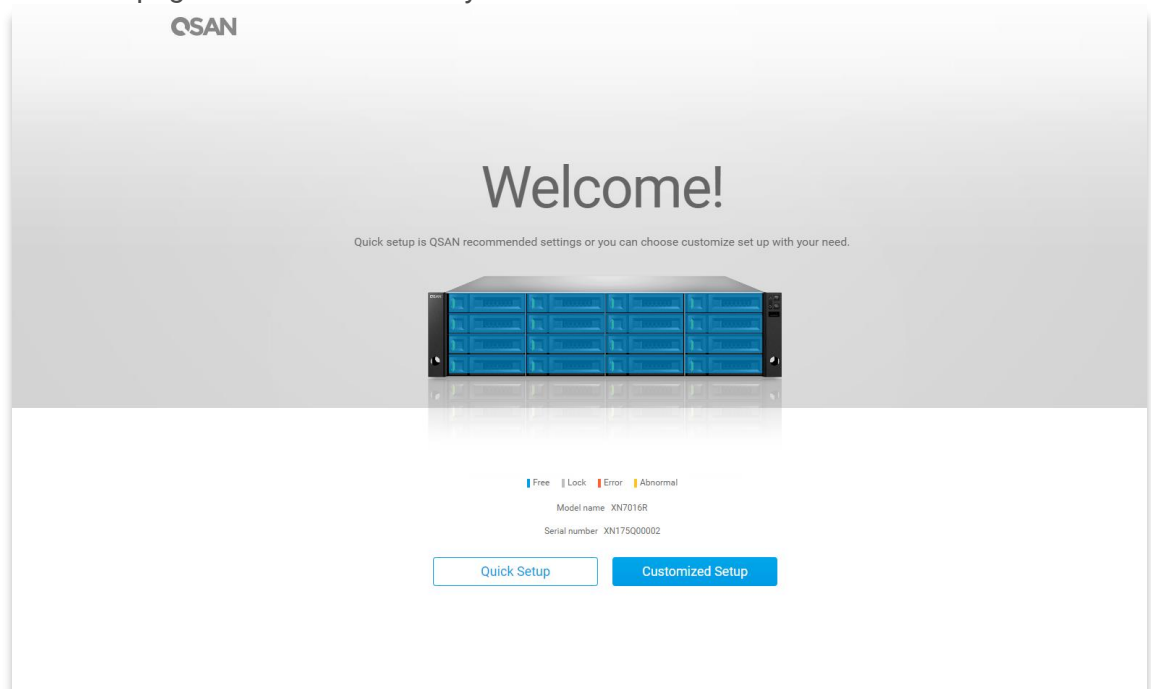 QSAN
Welcome!
Quick setup is QSAN recommended settings or you can choose customize set up with your need.
Free Lock Error Abnormal
Model name XN7016R
Serial number XN175Q00002
Quick Setup Customized Setup